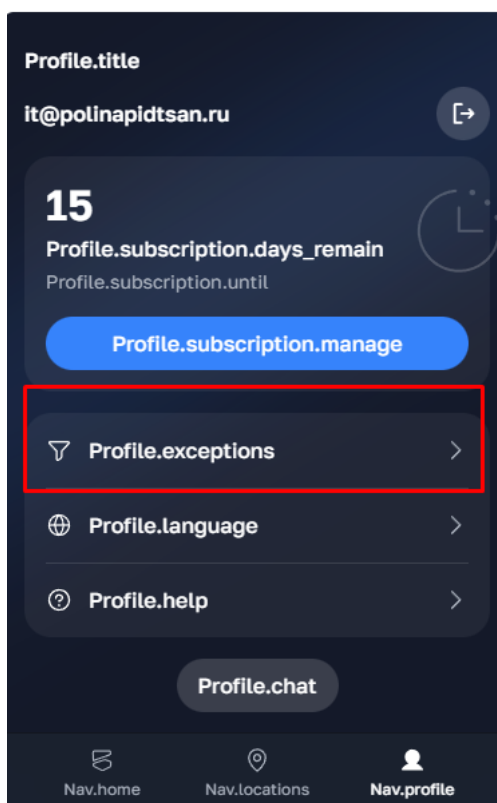 Profile.title
it@polinapidtsan.ru
15
Profile.subscription.days_remain
Profile.subscription.until
Profile.subscription.manage
Profile.exceptions
Profile.language
Profile.help
Profile.chat
Nav.home Nav.locations Nav.profile